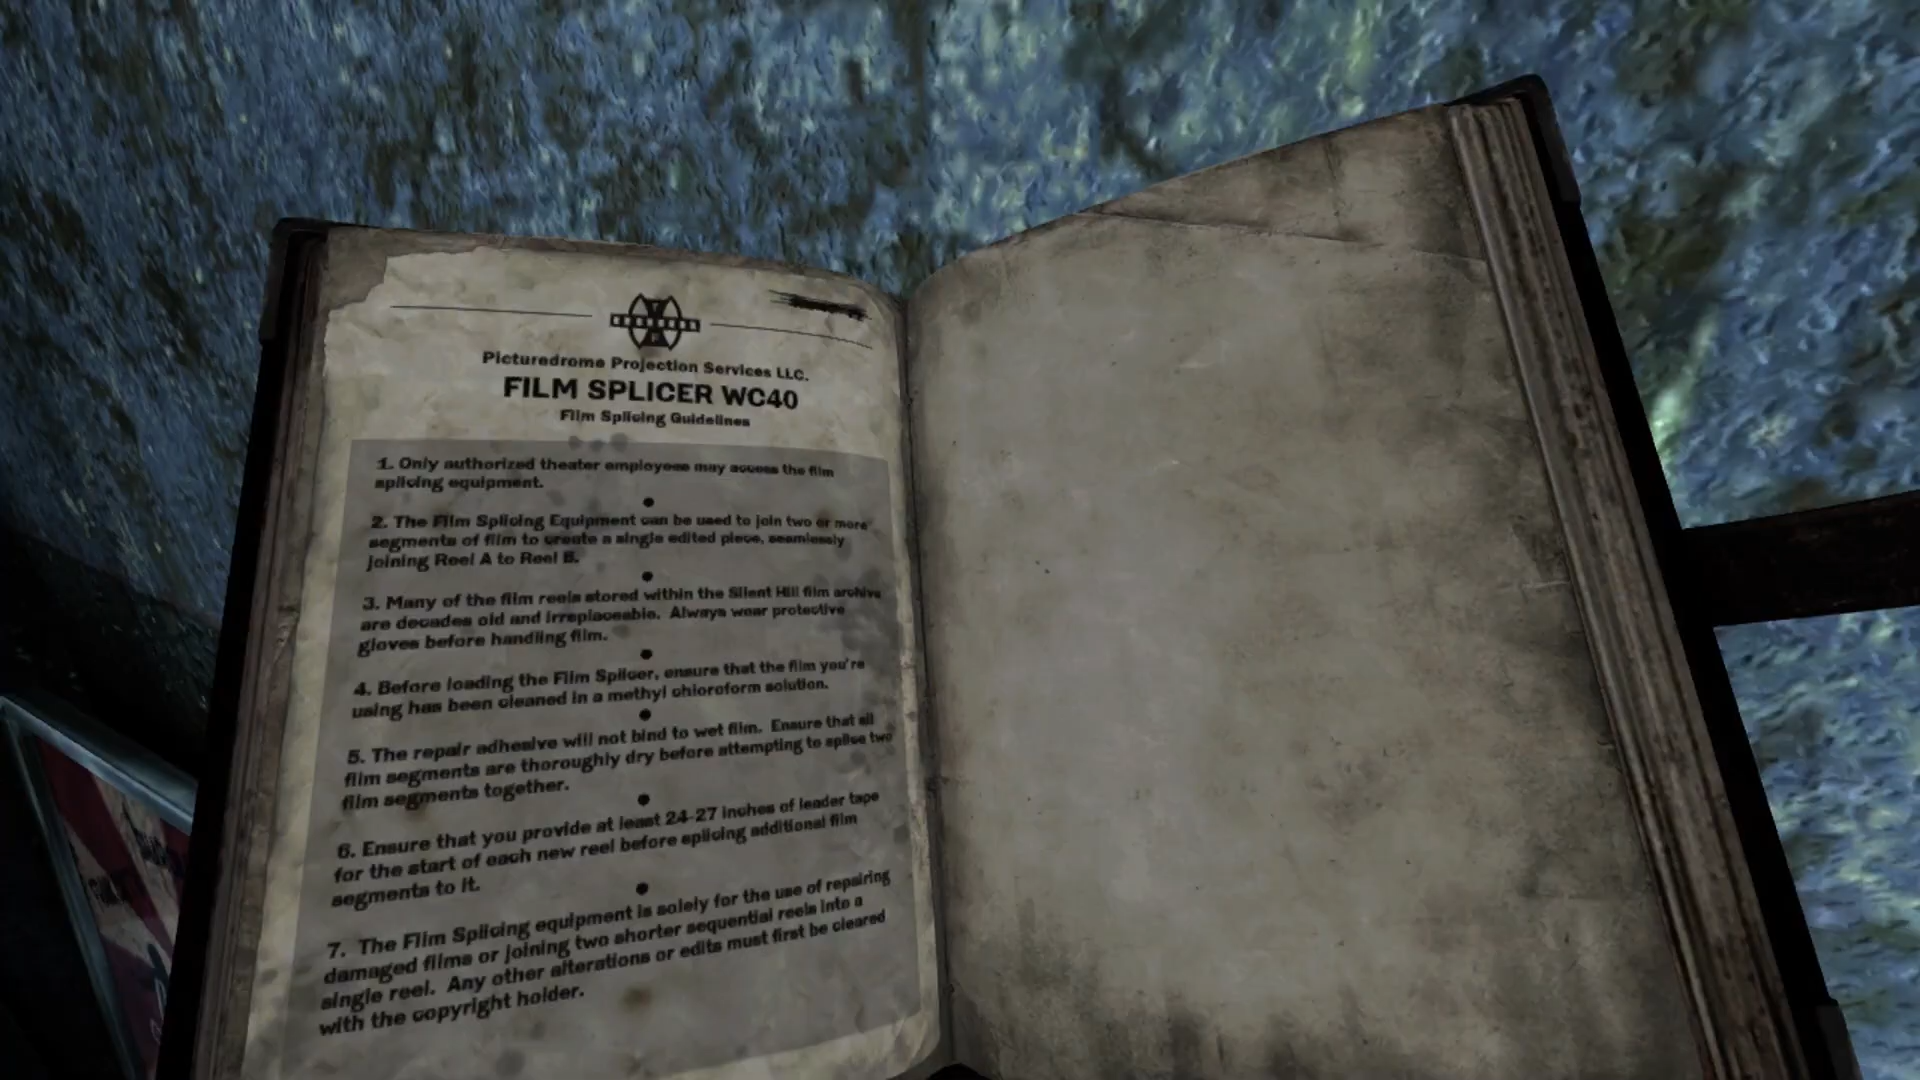 Picturedrome Projection Services LLC.
FILM SPLICER WC40
Film Splicing Guidelines
1. Only authorized theater employees may access the film
splicing equipment.
2. The Film Splicing Equipment can be used to join two or more
segments of film to create a single edited piece, seamlessly
joining Reel A to Reel B.
3. Many of the film reels stored within the Silent Hill film archive
are decades old and irreplaceable. Always wear protective
gloves before handling film.
4. Before loading the Film Splicer, ensure that the film you're
using has been cleaned in a methyl chloroform solution.
5. The repair adhesive will not bind to wet film. Ensure that all
film segments are thoroughly dry before attempting to splice two
film segments together.
6. Ensure that you provide at least 24-27 inches of leader tape
for the start of each new reel before splicing additional film
segments to it.
7. The Film Splicing equipment is solely for the use of repairing
damaged films or joining two shorter sequential reels into a
single reel. Any other alterations or edits must first be cleared
with the copyright holder.